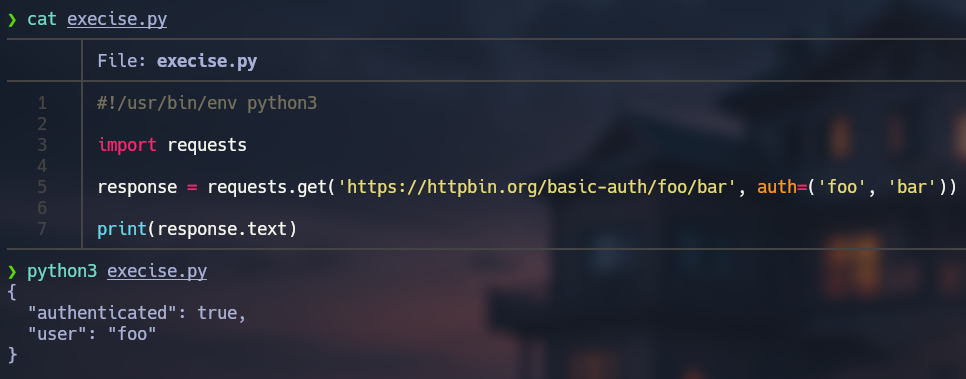 ❯ cat execise.py
File: execise.py
1 #!/usr/bin/env python3
2
3 import requests
4
5 response = requests.get('https://httpbin.org/basic-auth/foo/bar', auth=('foo', 'bar'))
6
7 print(response.text)
❯ python3 execise.py
{
  "authenticated": true,
  "user": "foo"
}